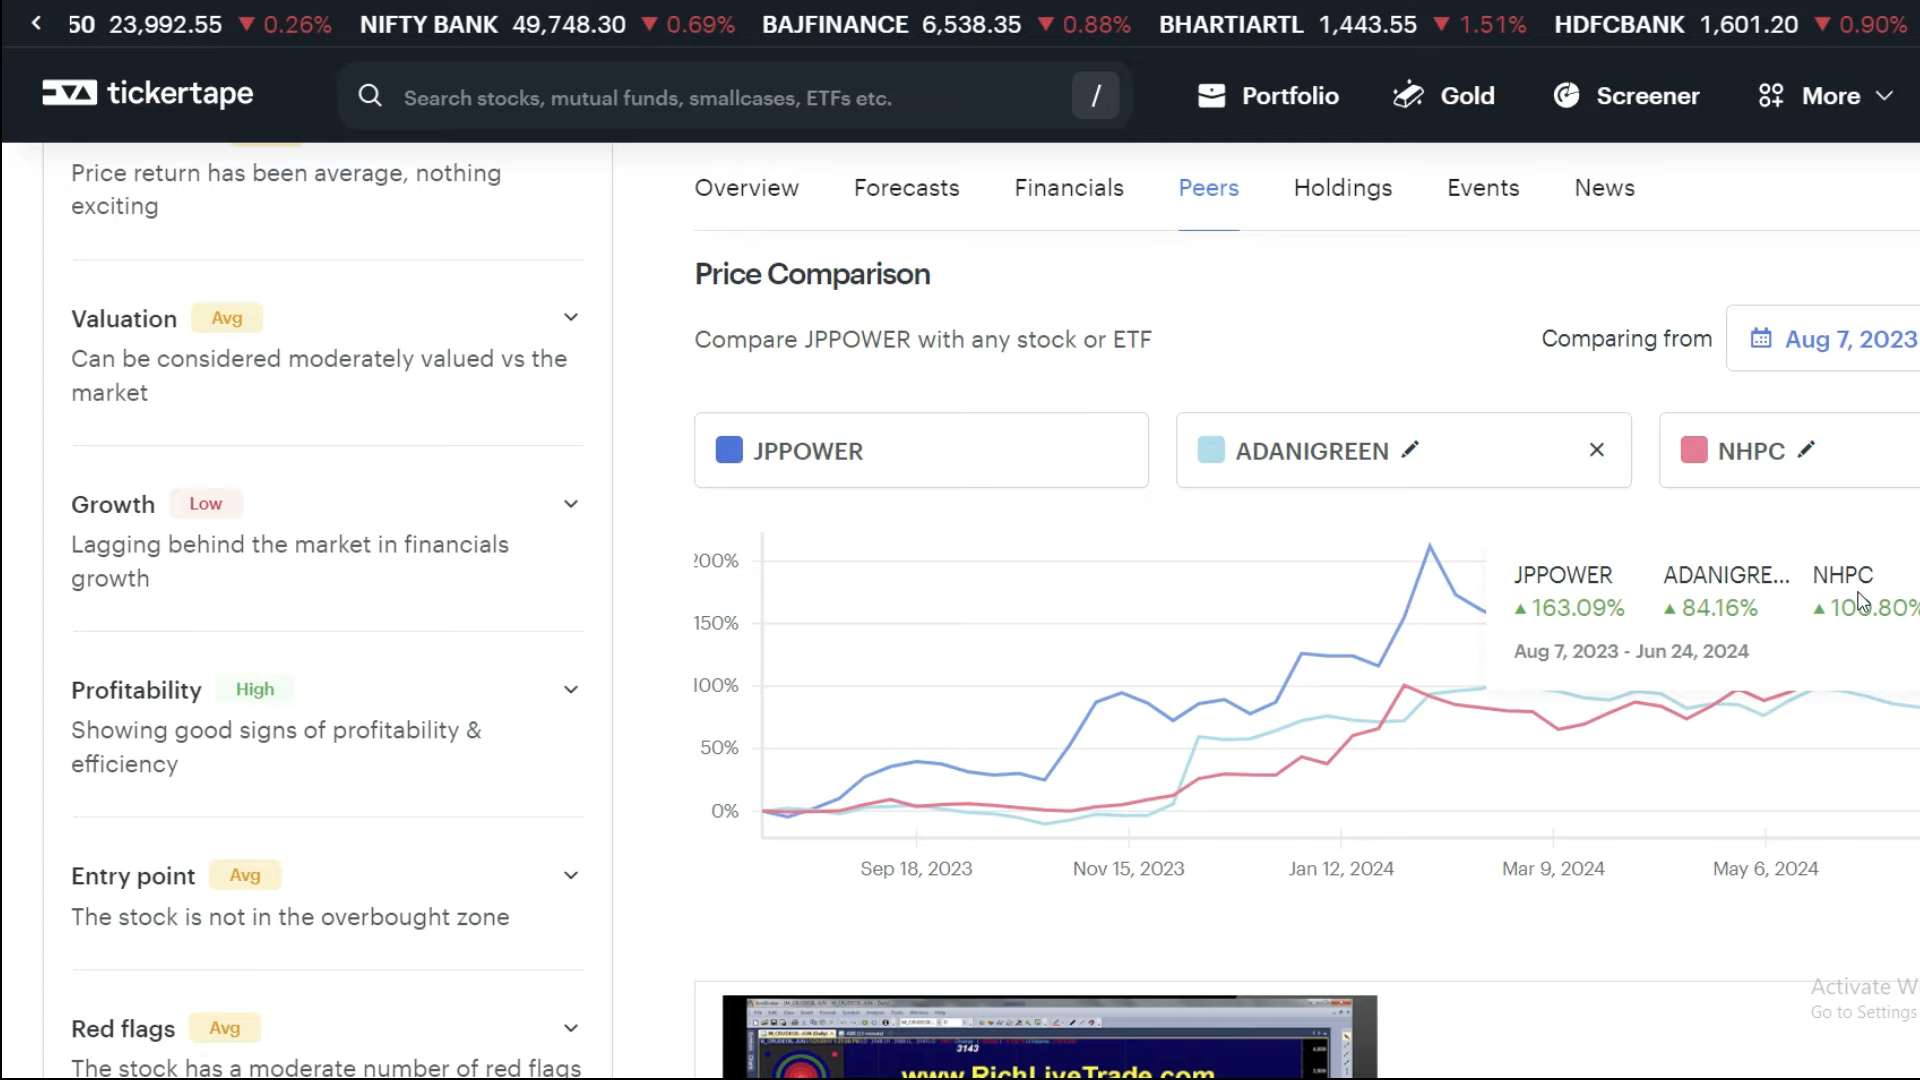 50 23,992.55 ▼ 0.26% NIFTY BANK 49,748.30 ▼ 0.69% BAJFINANCE 6,538.35 ▼ 0.88% BHARTIARTL 1,443.55 ▼ 1.51% HDFCBANK 1,601.20 ▼ 0.90%
tickertape Search stocks, mutual funds, smallcases, ETFs etc. / Portfolio Gold Screener More
Price return has been average, nothing
exciting
Valuation Avg
Can be considered moderately valued vs the
market
Growth Low
Lagging behind the market in financials
growth
Profitability High
Showing good signs of profitability &
efficiency
Entry point Avg
The stock is not in the overbought zone
Red flags Avg
The stock has a moderate number of red flags
Overview Forecasts Financials Peers Holdings Events News
Price Comparison
Compare JPPOWER with any stock or ETF Comparing from Aug 7, 2023
JPPOWER ADANIGREEN NHPC
200%
150%
100%
50%
0%
JPPOWER ADANIGRE... NHPC
▲163.09% ▲84.16%
Aug 7, 2023 - Jun 24, 2024
Sep 18, 2023 Nov 15, 2023 Jan 12, 2024 Mar 9, 2024 May 6, 2024
3143
www.RichLiveTrade.com
Activate W
Go to Settings